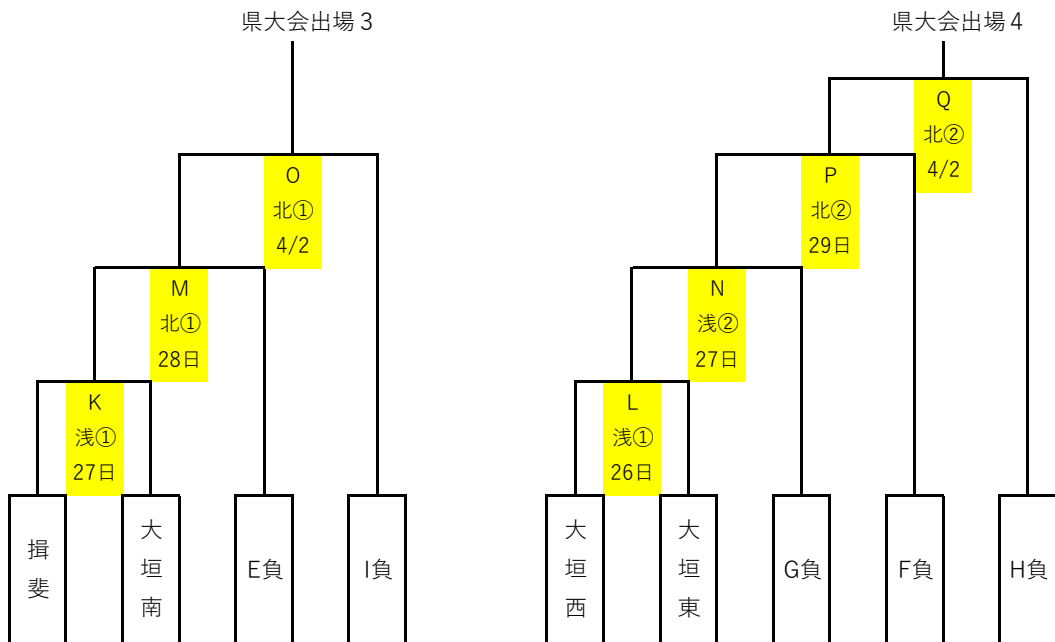 県大会出場３
県大会出場４
Q
北②
4/2
O
北①
4/2
P
北②
29日
M
北①
28日
N
浅②
27日
K
浅①
27日
L
浅①
26日
揖斐
大垣南
E負
I負
大垣西
大垣東
G負
F負
H負